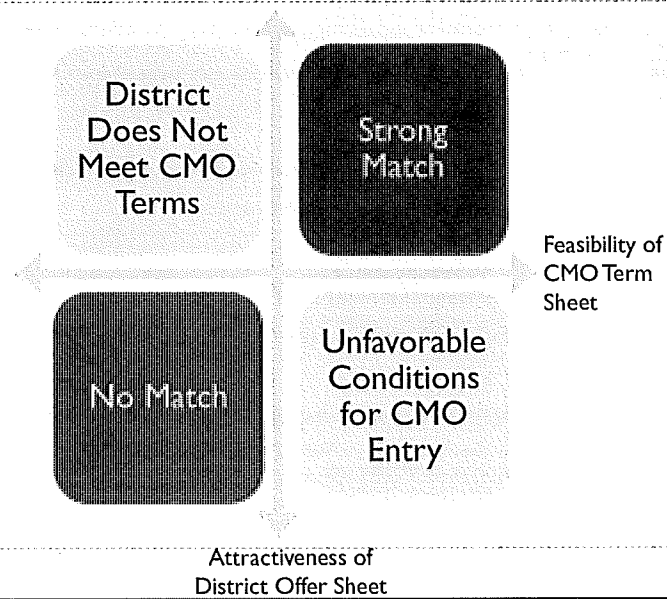 District
Does Not
Meet CMO
Terms
Strong
Match
Feasibility of
CMO Term
Sheet
No Match
Unfavorable
Conditions
for CMO
Entry
Attractiveness of
District Offer Sheet